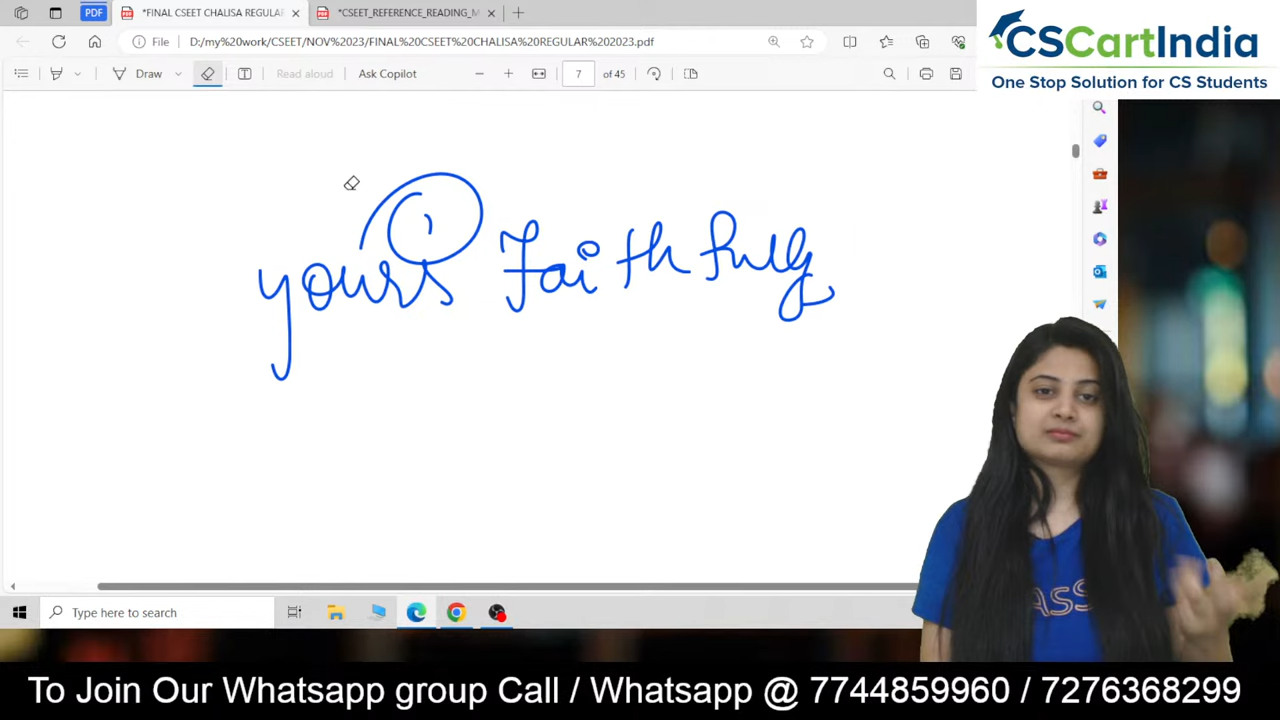 PDF *FINAL CSEET CHALISA REGULAR *CSEET_REFERENCE_READING_M
File D:/my%20work/CSEET/NOV%2023/FINAL%20CSEET%20CHALISA%20REGULAR%202023.pdf
Draw Read aloud Ask Copilot 7 of 45
CSCartIndia
One Stop Solution for CS Students
yours Faithfully
Type here to search
ASS
To Join Our Whatsapp group Call / Whatsapp @ 7744859960 / 7276368299